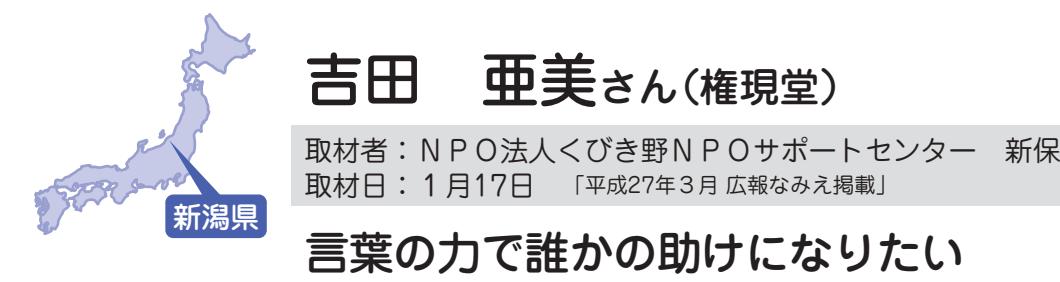 吉田　亜美さん（権現堂）
取材者：ＮＰＯ法人くびき野ＮＰＯサポートセンター　新保
取材日：１月17日　「平成27年３月 広報なみえ掲載」
新潟県
言葉の力で誰かの助けになりたい